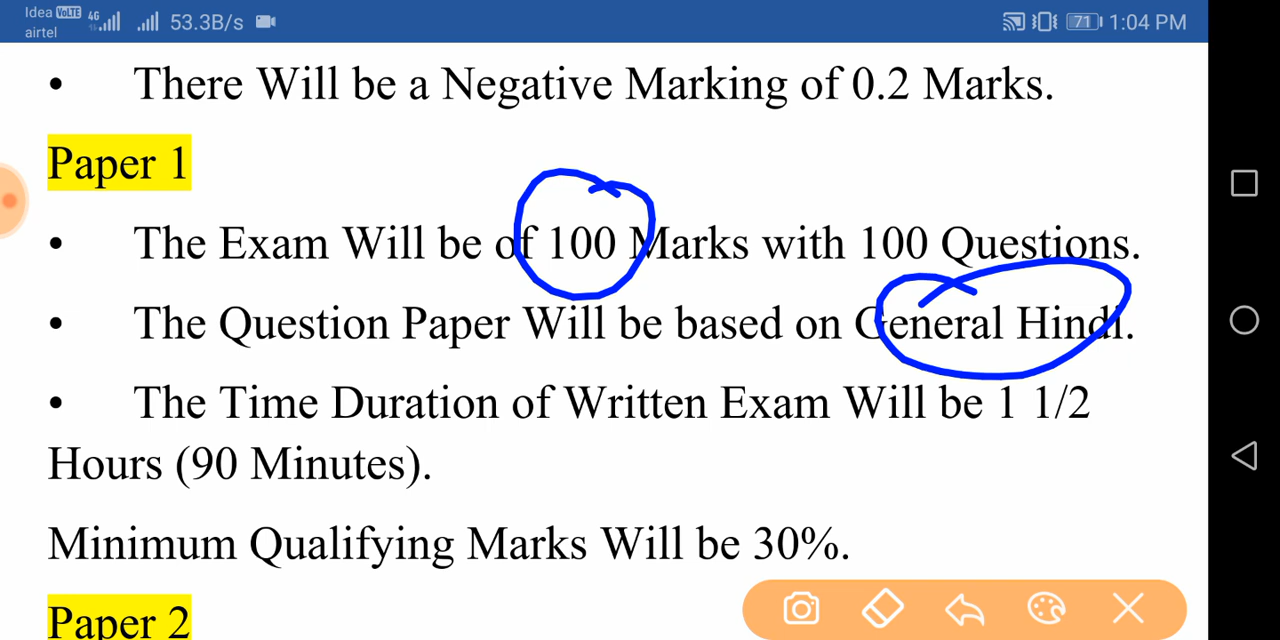 Idea VoLTE 4G 53.3B/s 71 1:04 PM
airtel
• There Will be a Negative Marking of 0.2 Marks.
Paper 1
• The Exam Will be of 100 Marks with 100 Questions.
• The Question Paper Will be based on General Hindi.
• The Time Duration of Written Exam Will be 1 1/2
Hours (90 Minutes).
Minimum Qualifying Marks Will be 30%.
Paper 2